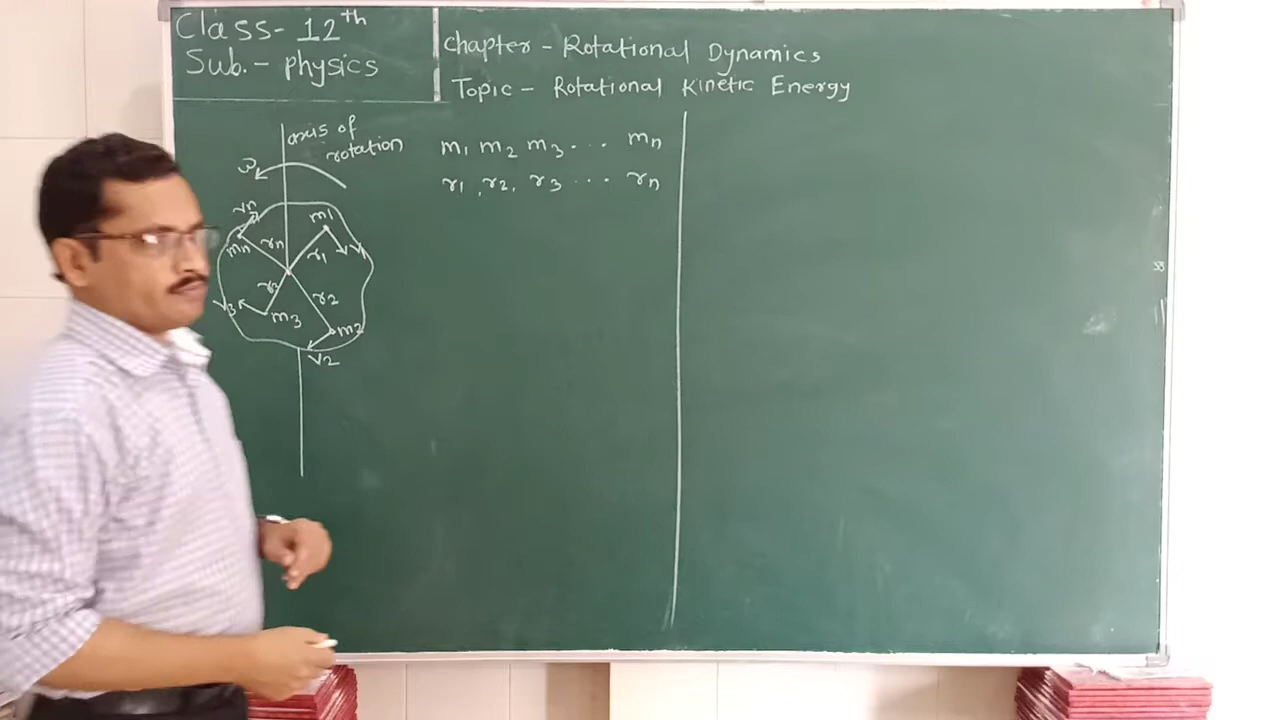 Class- 12th
Sub.- physics
Chapter - Rotational Dynamics
Topic - Rotational Kinetic Energy
axis of
rotation
ω
m1 m2 m3 ... mn
r1, r2, r3 ... rn
vn
m1
mn
rn
r1
v1
r3
r2
v3
m3
m2
v2